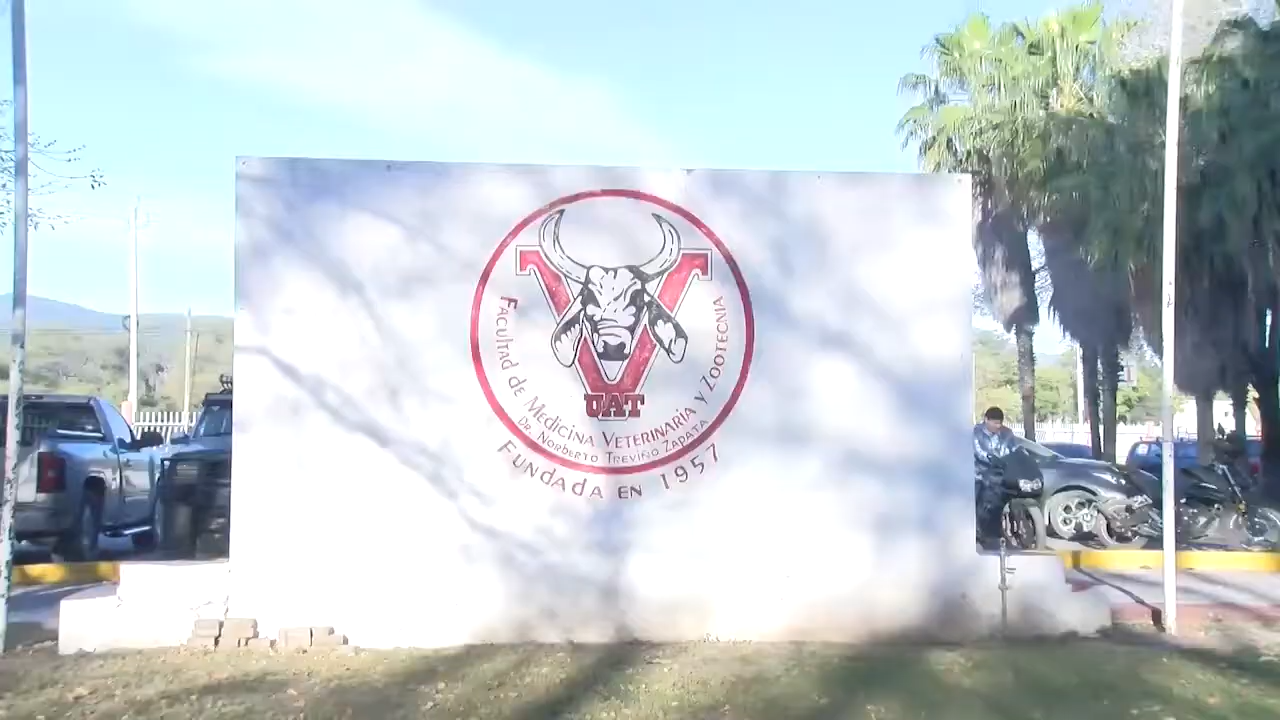 V
UAT
Facultad de Medicina Veterinaria y Zootecnia
Dr. Norberto Treviño Zapata
Fundada en 1957